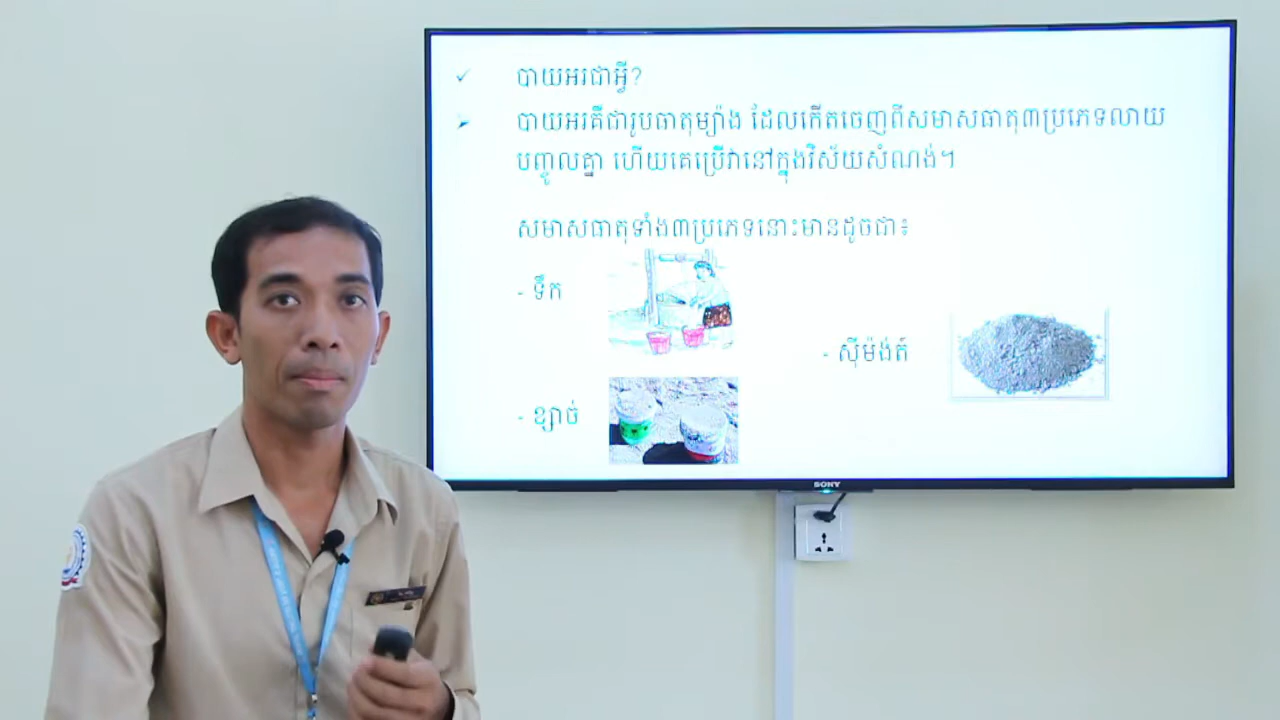 បាយអរជាអ្វី?
បាយអរគឺជារូបធាតុម្យ៉ាង ដែលកើតចេញពីសមាសធាតុ៣ប្រភេទលាយ
បញ្ចូលគ្នា ហើយគេប្រើវានៅក្នុងវិស័យសំណង់។
សមាសធាតុទាំង៣ប្រភេទនោះមានដូចជា៖
- ទឹក
- ស៊ីម៉ង់ត៍
- ខ្សាច់
SONY